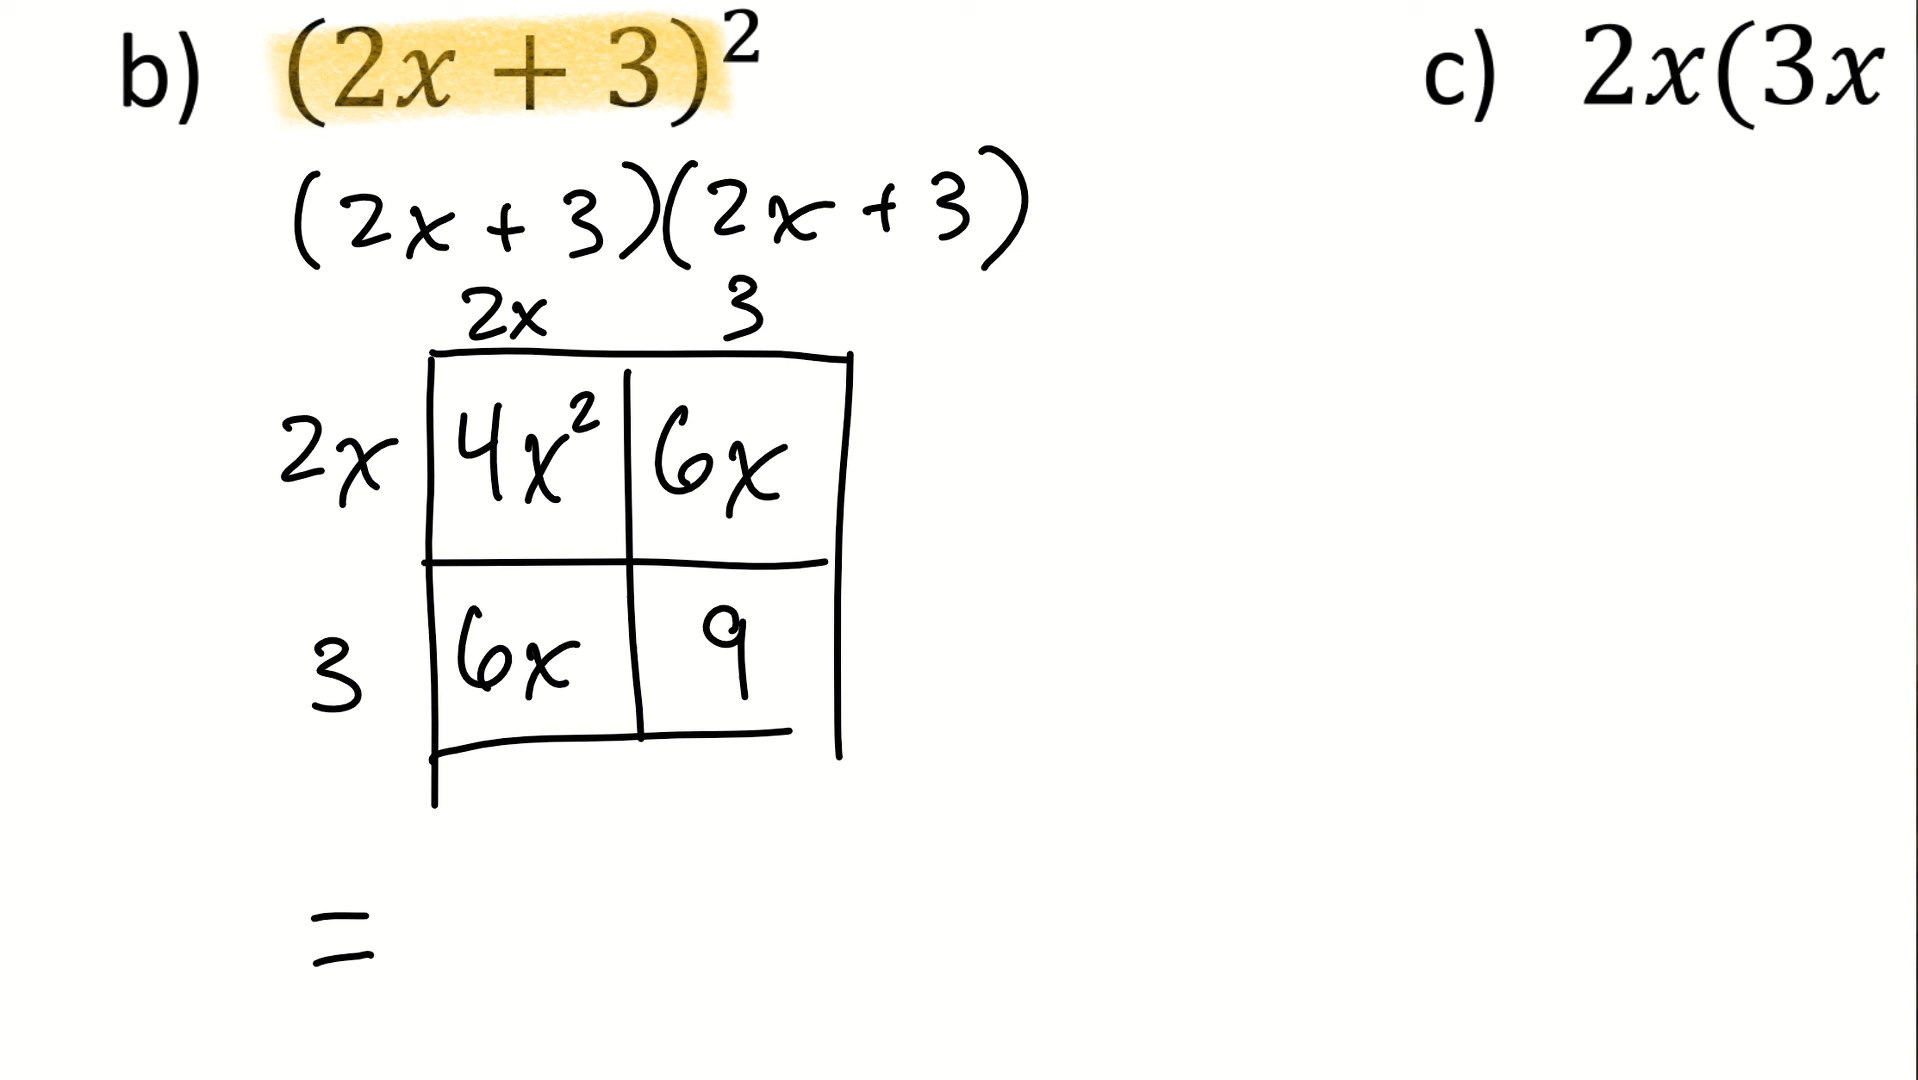 b) (2x + 3)² c) 2x(3x
(2x + 3)(2x + 3)
2x 3
2x 4x² 6x
3 6x 9
=